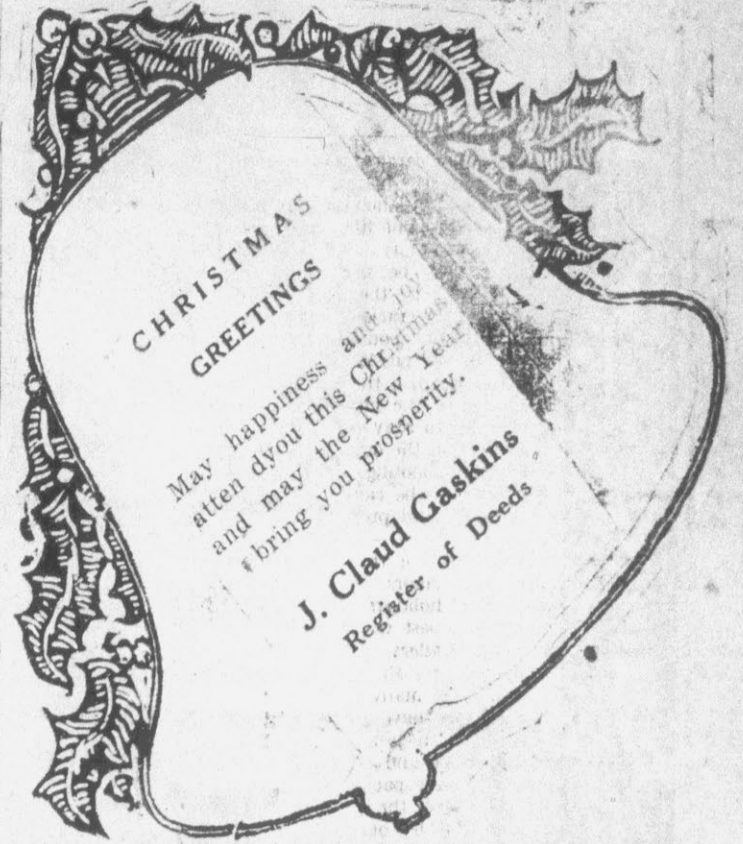 CHRISTMAS
GREETINGS
May happiness and joy
atten dyou this Christmas
and may the New Year
bring you prosperity.
J. Claud Gaskins
Register of Deeds